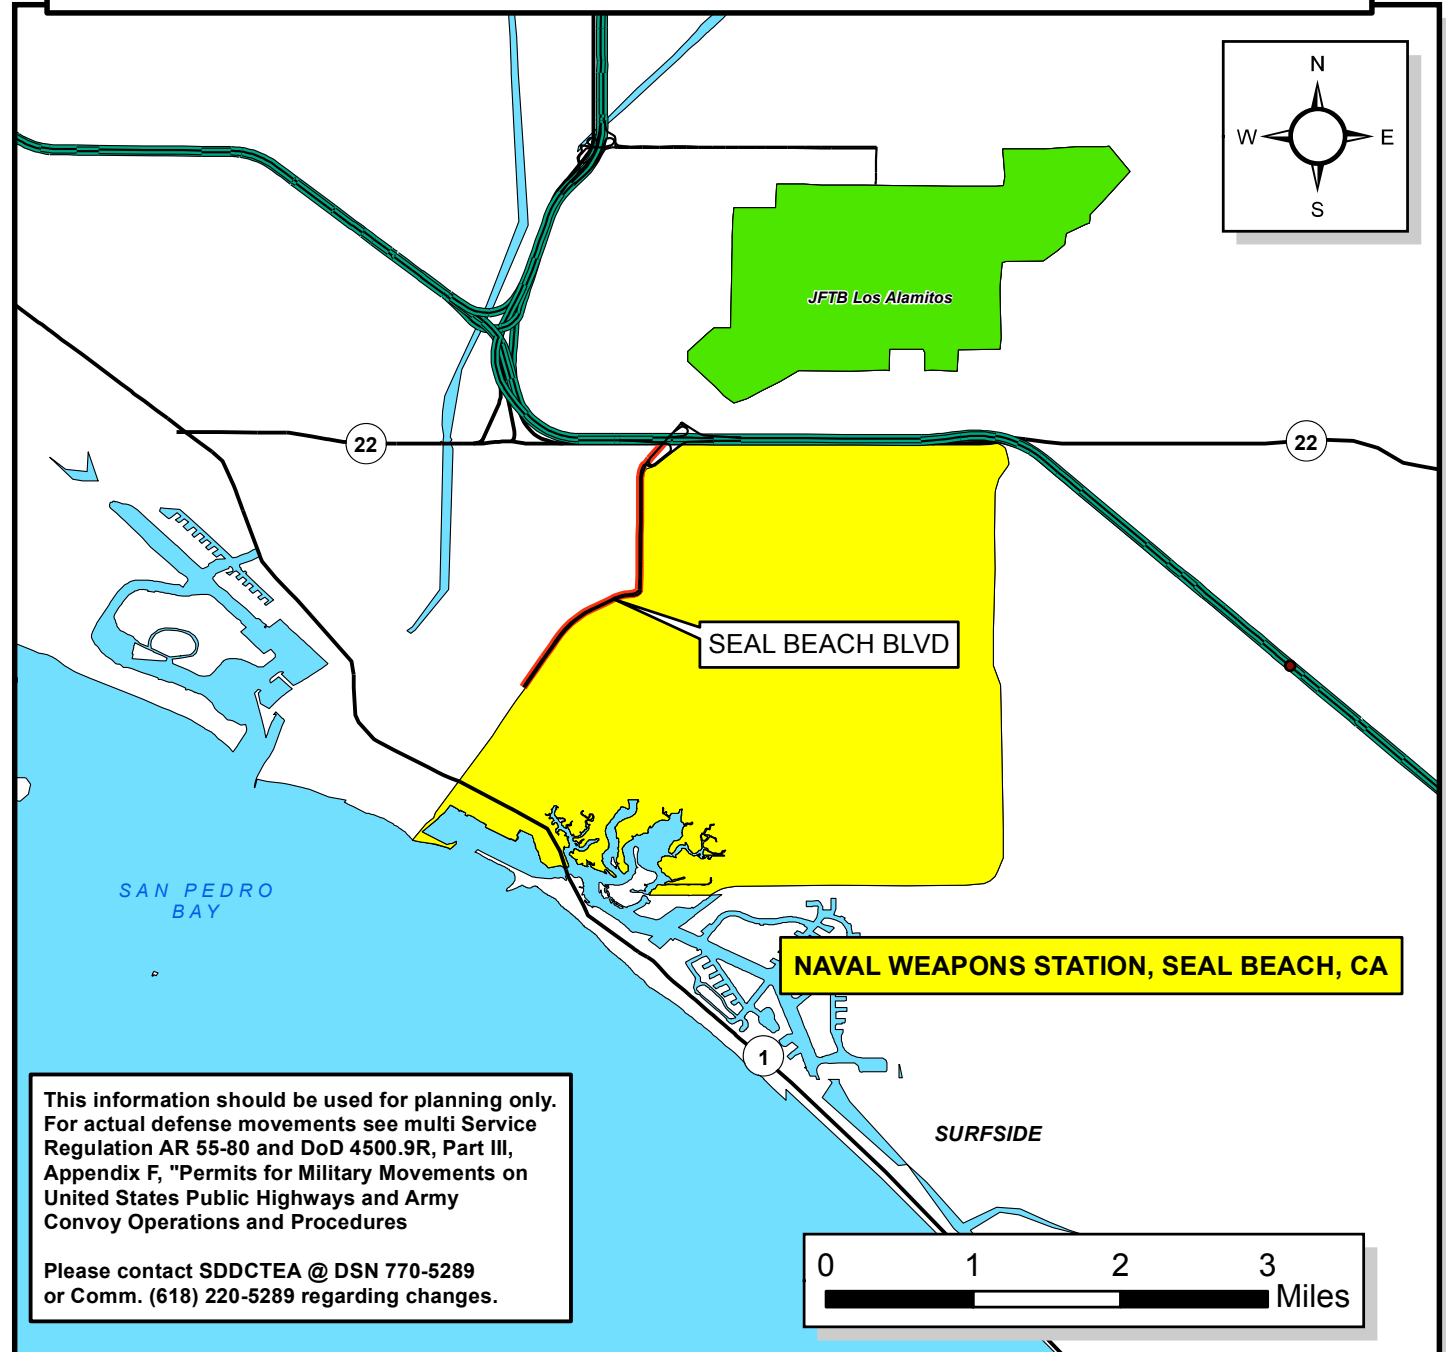 N
W E
S
JFTB Los Alamitos
22
22
SEAL BEACH BLVD
SAN PEDRO
BAY
NAVAL WEAPONS STATION, SEAL BEACH, CA
1
SURFSIDE
This information should be used for planning only.
For actual defense movements see multi Service
Regulation AR 55-80 and DoD 4500.9R, Part III,
Appendix F, "Permits for Military Movements on
United States Public Highways and Army
Convoy Operations and Procedures
Please contact SDDCTEA @ DSN 770-5289
or Comm. (618) 220-5289 regarding changes.
0 1 2 3
Miles